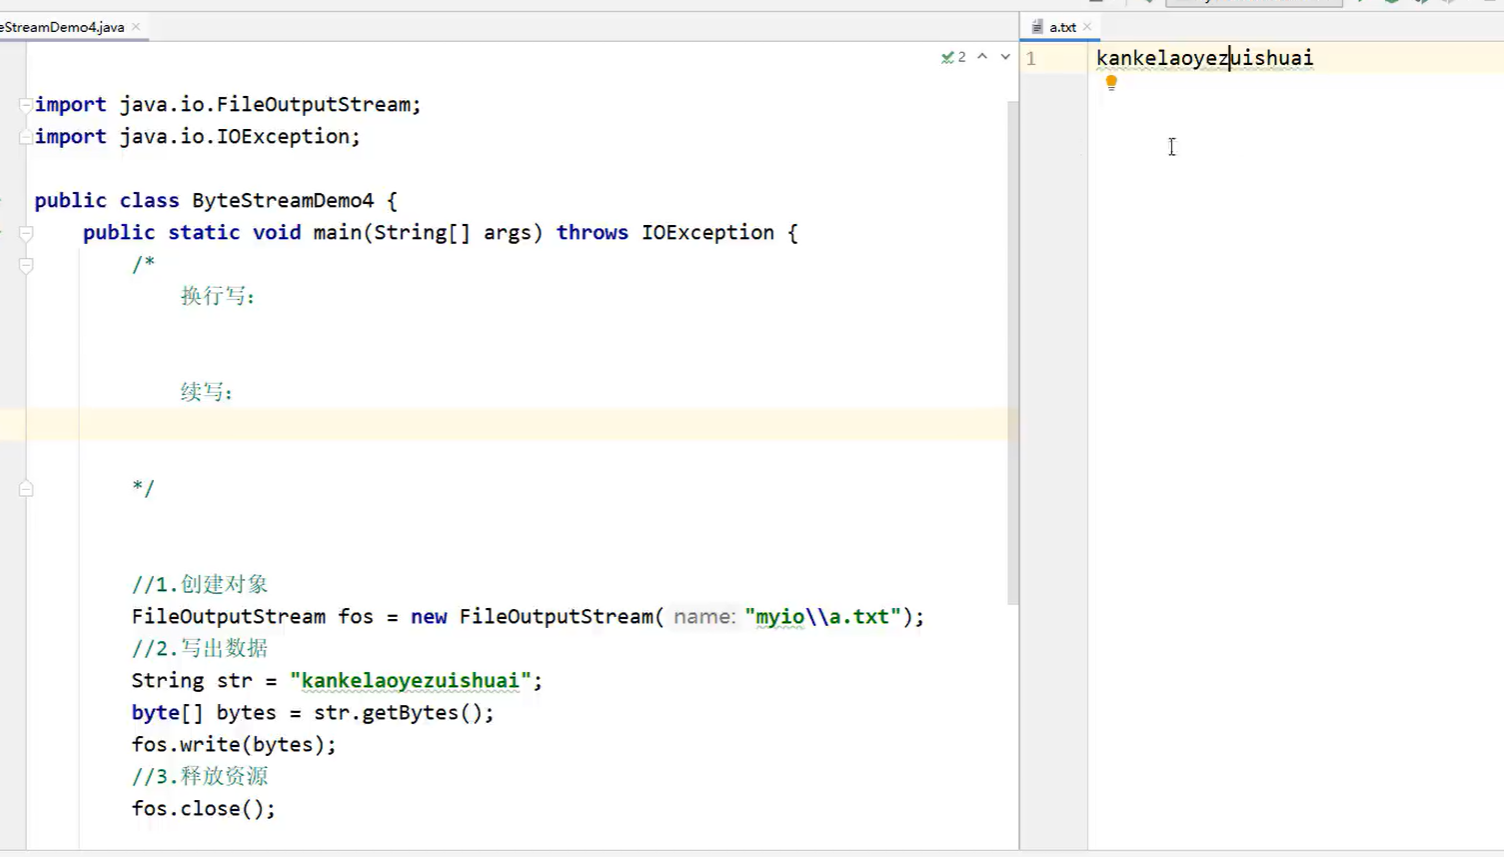 eStreamDemo4.java
a.txt
2
import java.io.FileOutputStream;
import java.io.IOException;
public class ByteStreamDemo4 {
public static void main(String[] args) throws IOException {
/*
换行写：
续写：
*/
//1.创建对象
FileOutputStream fos = new FileOutputStream( name: "myio\\a.txt");
//2.写出数据
String str = "kankelaoyezuishuai";
byte[] bytes = str.getBytes();
fos.write(bytes);
//3.释放资源
fos.close();
1 kankelaoyezuishuai